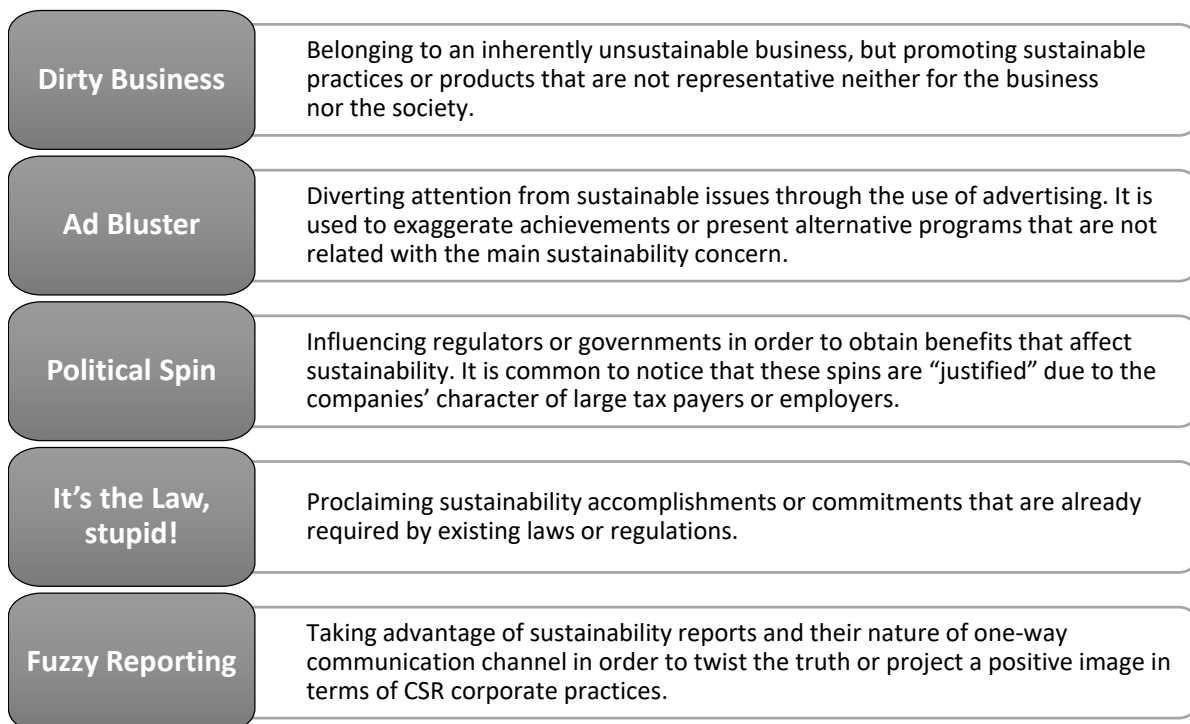 Dirty Business
Belonging to an inherently unsustainable business, but promoting sustainable
practices or products that are not representative neither for the business
nor the society.
Ad Bluster
Diverting attention from sustainable issues through the use of advertising. It is
used to exaggerate achievements or present alternative programs that are not
related with the main sustainability concern.
Political Spin
Influencing regulators or governments in order to obtain benefits that affect
sustainability. It is common to notice that these spins are “justified” due to the
companies’ character of large tax payers or employers.
It’s the Law,
stupid!
Proclaiming sustainability accomplishments or commitments that are already
required by existing laws or regulations.
Fuzzy Reporting
Taking advantage of sustainability reports and their nature of one-way
communication channel in order to twist the truth or project a positive image in
terms of CSR corporate practices.